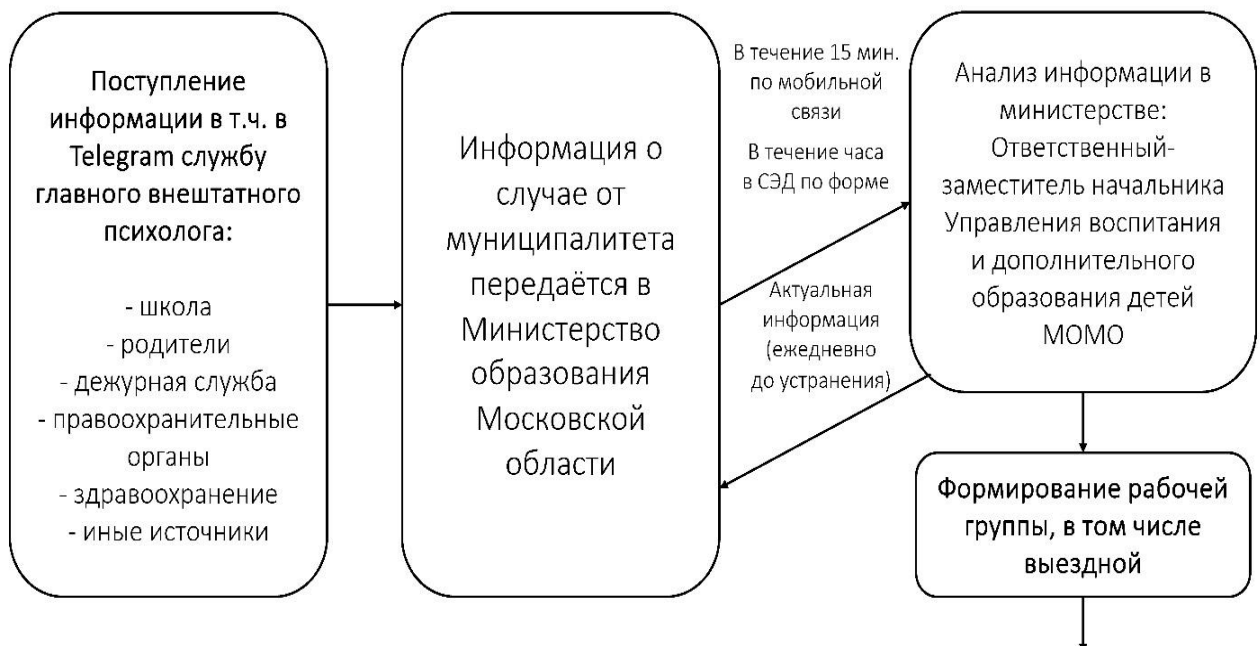 Поступление
информации в т.ч. в
Telegram службу
главного внештатного
психолога:
- школа
- родители
- дежурная служба
- правоохранительные
органы
- здравоохранение
- иные источники
Информация о
случае от
муниципалитета
передаётся в
Министерство
образования
Московской
области
В течение 15 мин.
по мобильной
связи
В течение часа
в СЭД по форме
Актуальная
информация
(ежедневно
до устранения)
Анализ информации в
министерстве:
Ответственный-
заместитель начальника
Управления воспитания
и дополнительного
образования детей
МОМО
Формирование рабочей
группы, в том числе
выездной